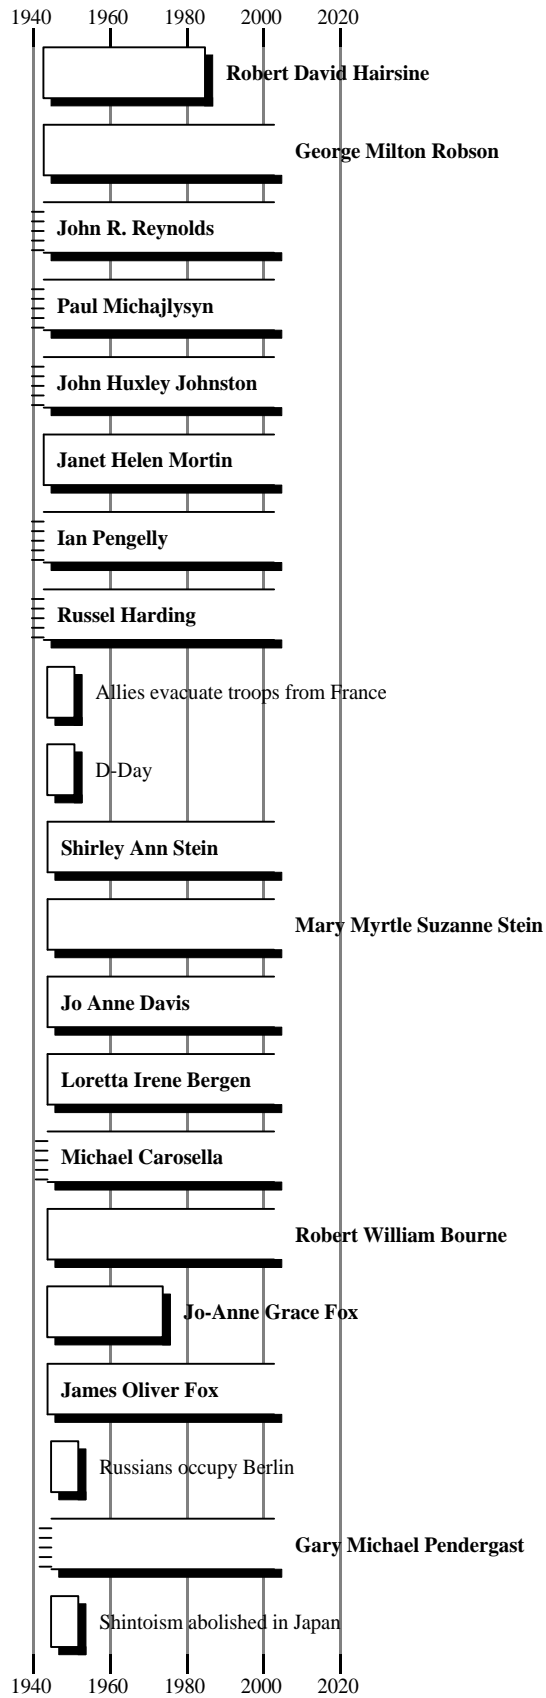 1940 1960 1980 2000 2020
Robert David Hairsine
George Milton Robson
John R. Reynolds
Paul Michajlysyn
John Huxley Johnston
Janet Helen Mortin
Ian Pengelly
Russel Harding
Allies evacuate troops from France
D-Day
Shirley Ann Stein
Mary Myrtle Suzanne Stein
Jo Anne Davis
Loretta Irene Bergen
Michael Carosella
Robert William Bourne
Jo-Anne Grace Fox
James Oliver Fox
Russians occupy Berlin
Gary Michael Pendergast
Shintoism abolished in Japan
1940 1960 1980 2000 2020